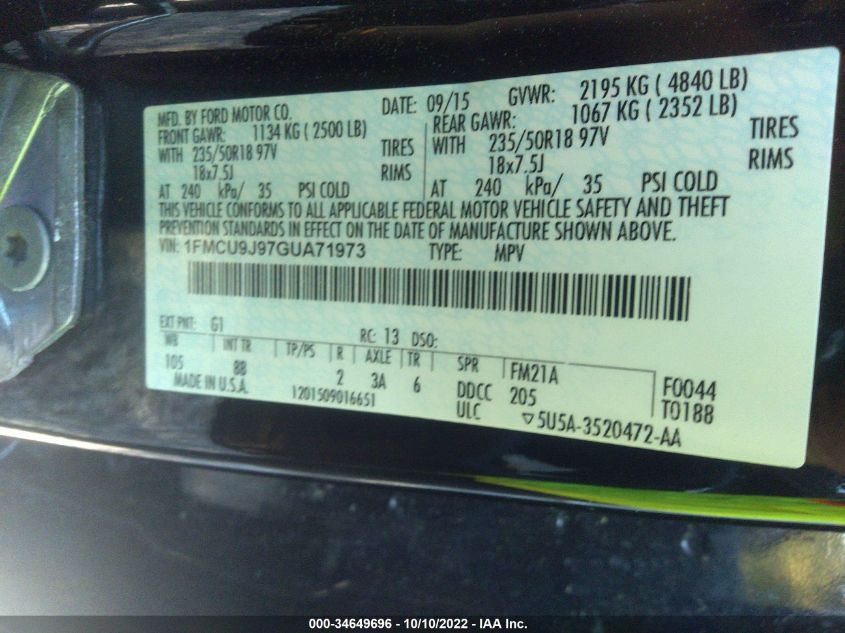 MFD. BY FORD MOTOR CO. DATE: 09/15 GVWR: 2195 KG ( 4840 LB)
FRONT GAWR: 1134 KG ( 2500 LB) REAR GAWR: 1067 KG ( 2352 LB)
WITH 235/50R18 97V TIRES WITH 235/50R18 97V TIRES
18x7.5J RIMS 18x7.5J RIMS
AT 240 kPa/ 35 PSI COLD AT 240 kPa/ 35 PSI COLD
THIS VEHICLE CONFORMS TO ALL APPLICABLE FEDERAL MOTOR VEHICLE SAFETY AND THEFT
PREVENTION STANDARDS IN EFFECT ON THE DATE OF MANUFACTURE SHOWN ABOVE.
VIN: 1FMCU9J97GUA71973 TYPE: MPV
EXT PNT: G1 RC: 13 DSO:
WB INT TR TP/PS R AXLE TR SPR FM21A F0044
105 8B 2 3A 6 DDCC 205 T0188
MADE IN U.S.A. 1201509016651 ULC ▽5U5A-3520472-AA
000-34649696 - 10/10/2022 - IAA Inc.